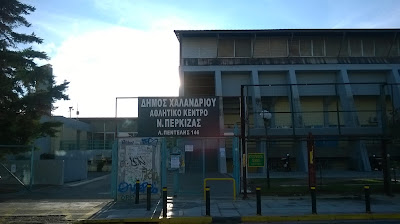 ΔΗΜΟΣ ΧΑΛΑΝΔΡΙΟΥ
ΑΘΛΗΤΙΚΟ ΚΕΝΤΡΟ
Ν. ΠΕΡΚΙΖΑΣ
Λ. ΠΕΝΤΕΛΗΣ 146